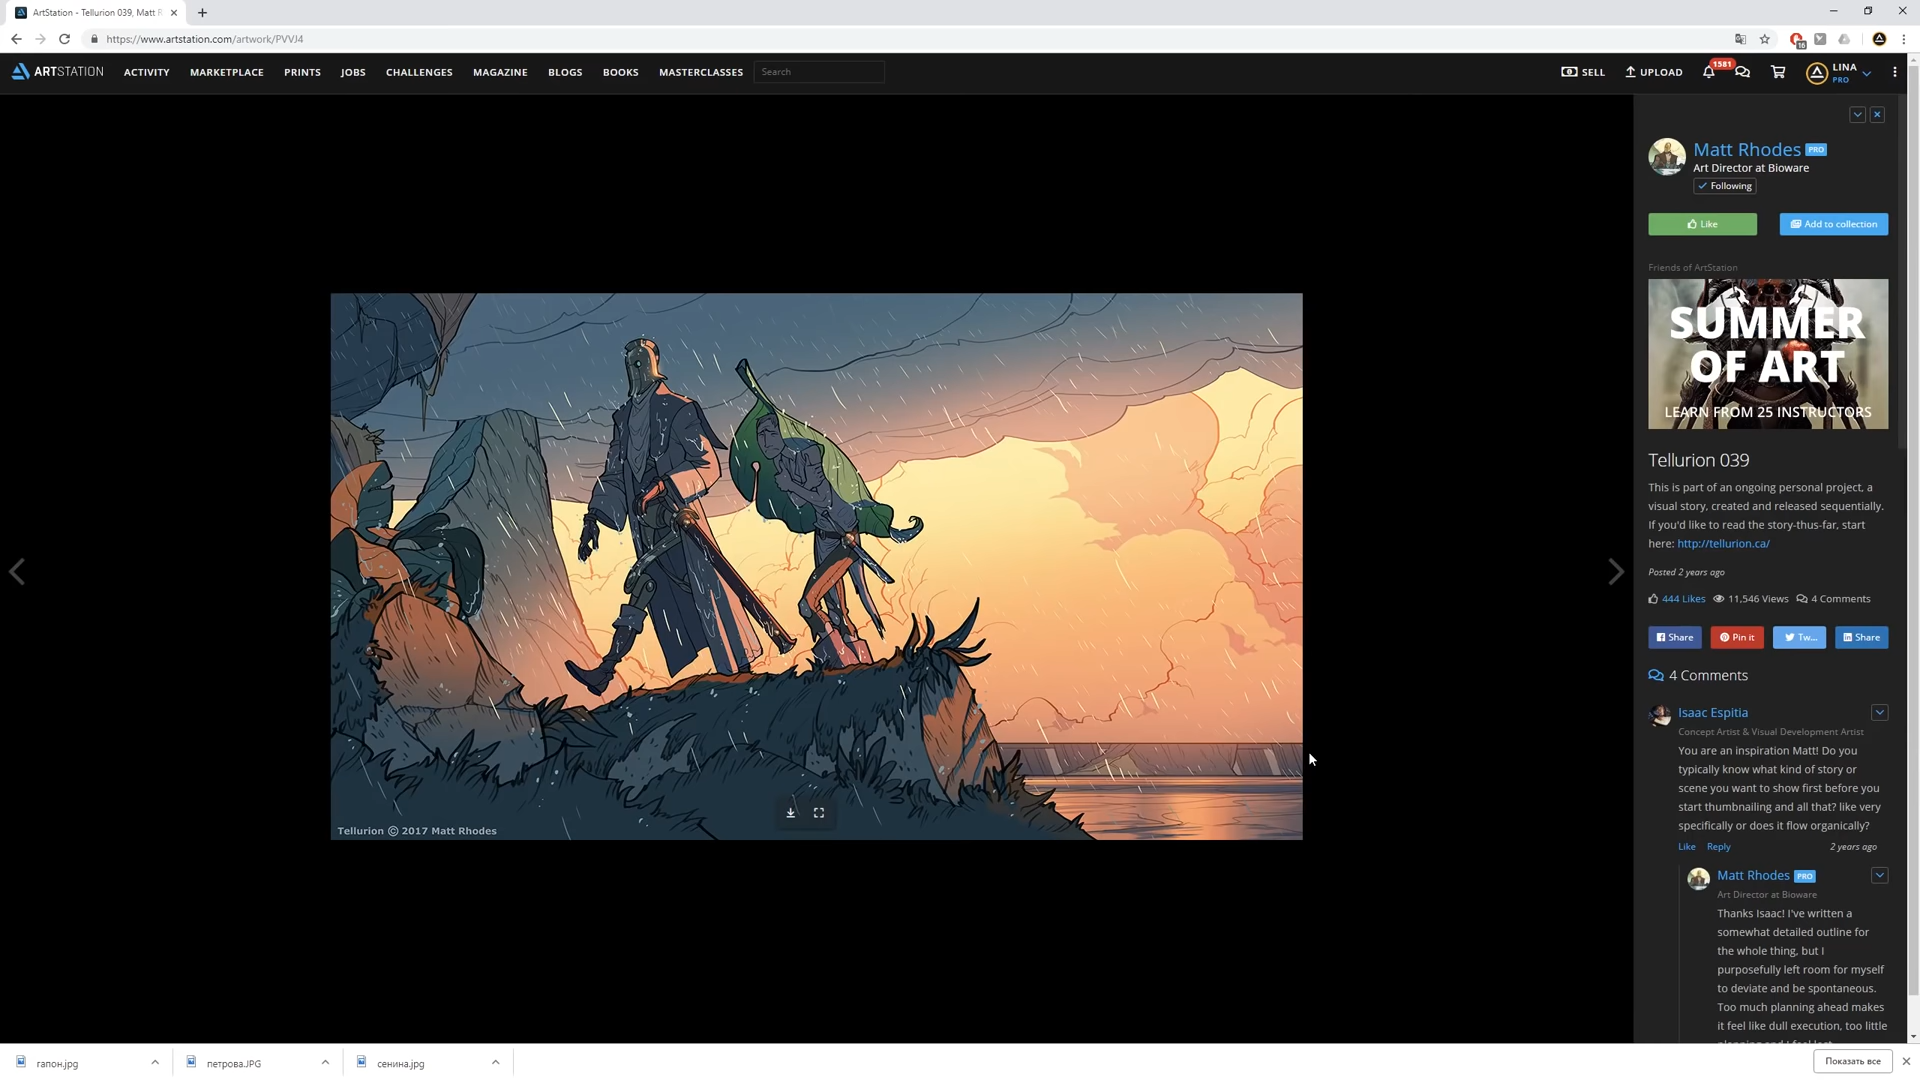 ArtStation - Tellurion 039, Matt R
https://www.artstation.com/artwork/PVVJ4
ARTSTATION
ACTIVITY
MARKETPLACE
PRINTS
JOBS
CHALLENGES
MAGAZINE
BLOGS
BOOKS
MASTERCLASSES
Search
SELL
UPLOAD
1581
LINA
PRO
16
Matt Rhodes PRO
Art Director at Bioware
Following
Like
Add to collection
Friends of ArtStation
SUMMER
OF ART
LEARN FROM 25 INSTRUCTORS
Tellurion 039
This is part of an ongoing personal project, a
visual story, created and released sequentially.
If you'd like to read the story-thus-far, start
here: http://tellurion.ca/
Posted 2 years ago
444 Likes 11,546 Views 4 Comments
Share
Pin it
Tw...
Share
4 Comments
Isaac Espitia
Concept Artist & Visual Development Artist
You are an inspiration Matt! Do you
typically know what kind of story or
scene you want to show first before you
start thumbnailing and all that? like very
specifically or does it flow organically?
Like Reply 2 years ago
Matt Rhodes PRO
Art Director at Bioware
Thanks Isaac! I've written a
somewhat detailed outline for
the whole thing, but I
purposefully left room for myself
to deviate and be spontaneous.
Too much planning ahead makes
it feel like dull execution, too little
Tellurion © 2017 Matt Rhodes
гапон.jpg
петрова.JPG
сенина.jpg
Показать все